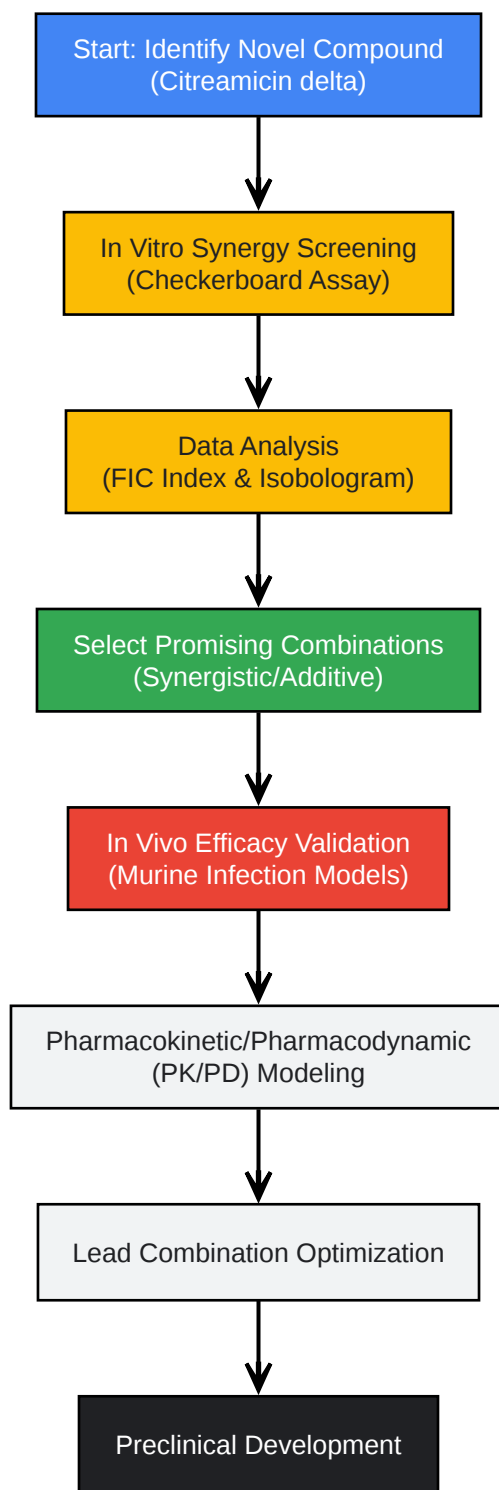 Start: Identify Novel Compound
(Citreamicin delta)
In Vitro Synergy Screening
(Checkerboard Assay)
Data Analysis
(FIC Index & Isobologram)
Select Promising Combinations
(Synergistic/Additive)
In Vivo Efficacy Validation
(Murine Infection Models)
Pharmacokinetic/Pharmacodynamic
(PK/PD) Modeling
Lead Combination Optimization
Preclinical Development